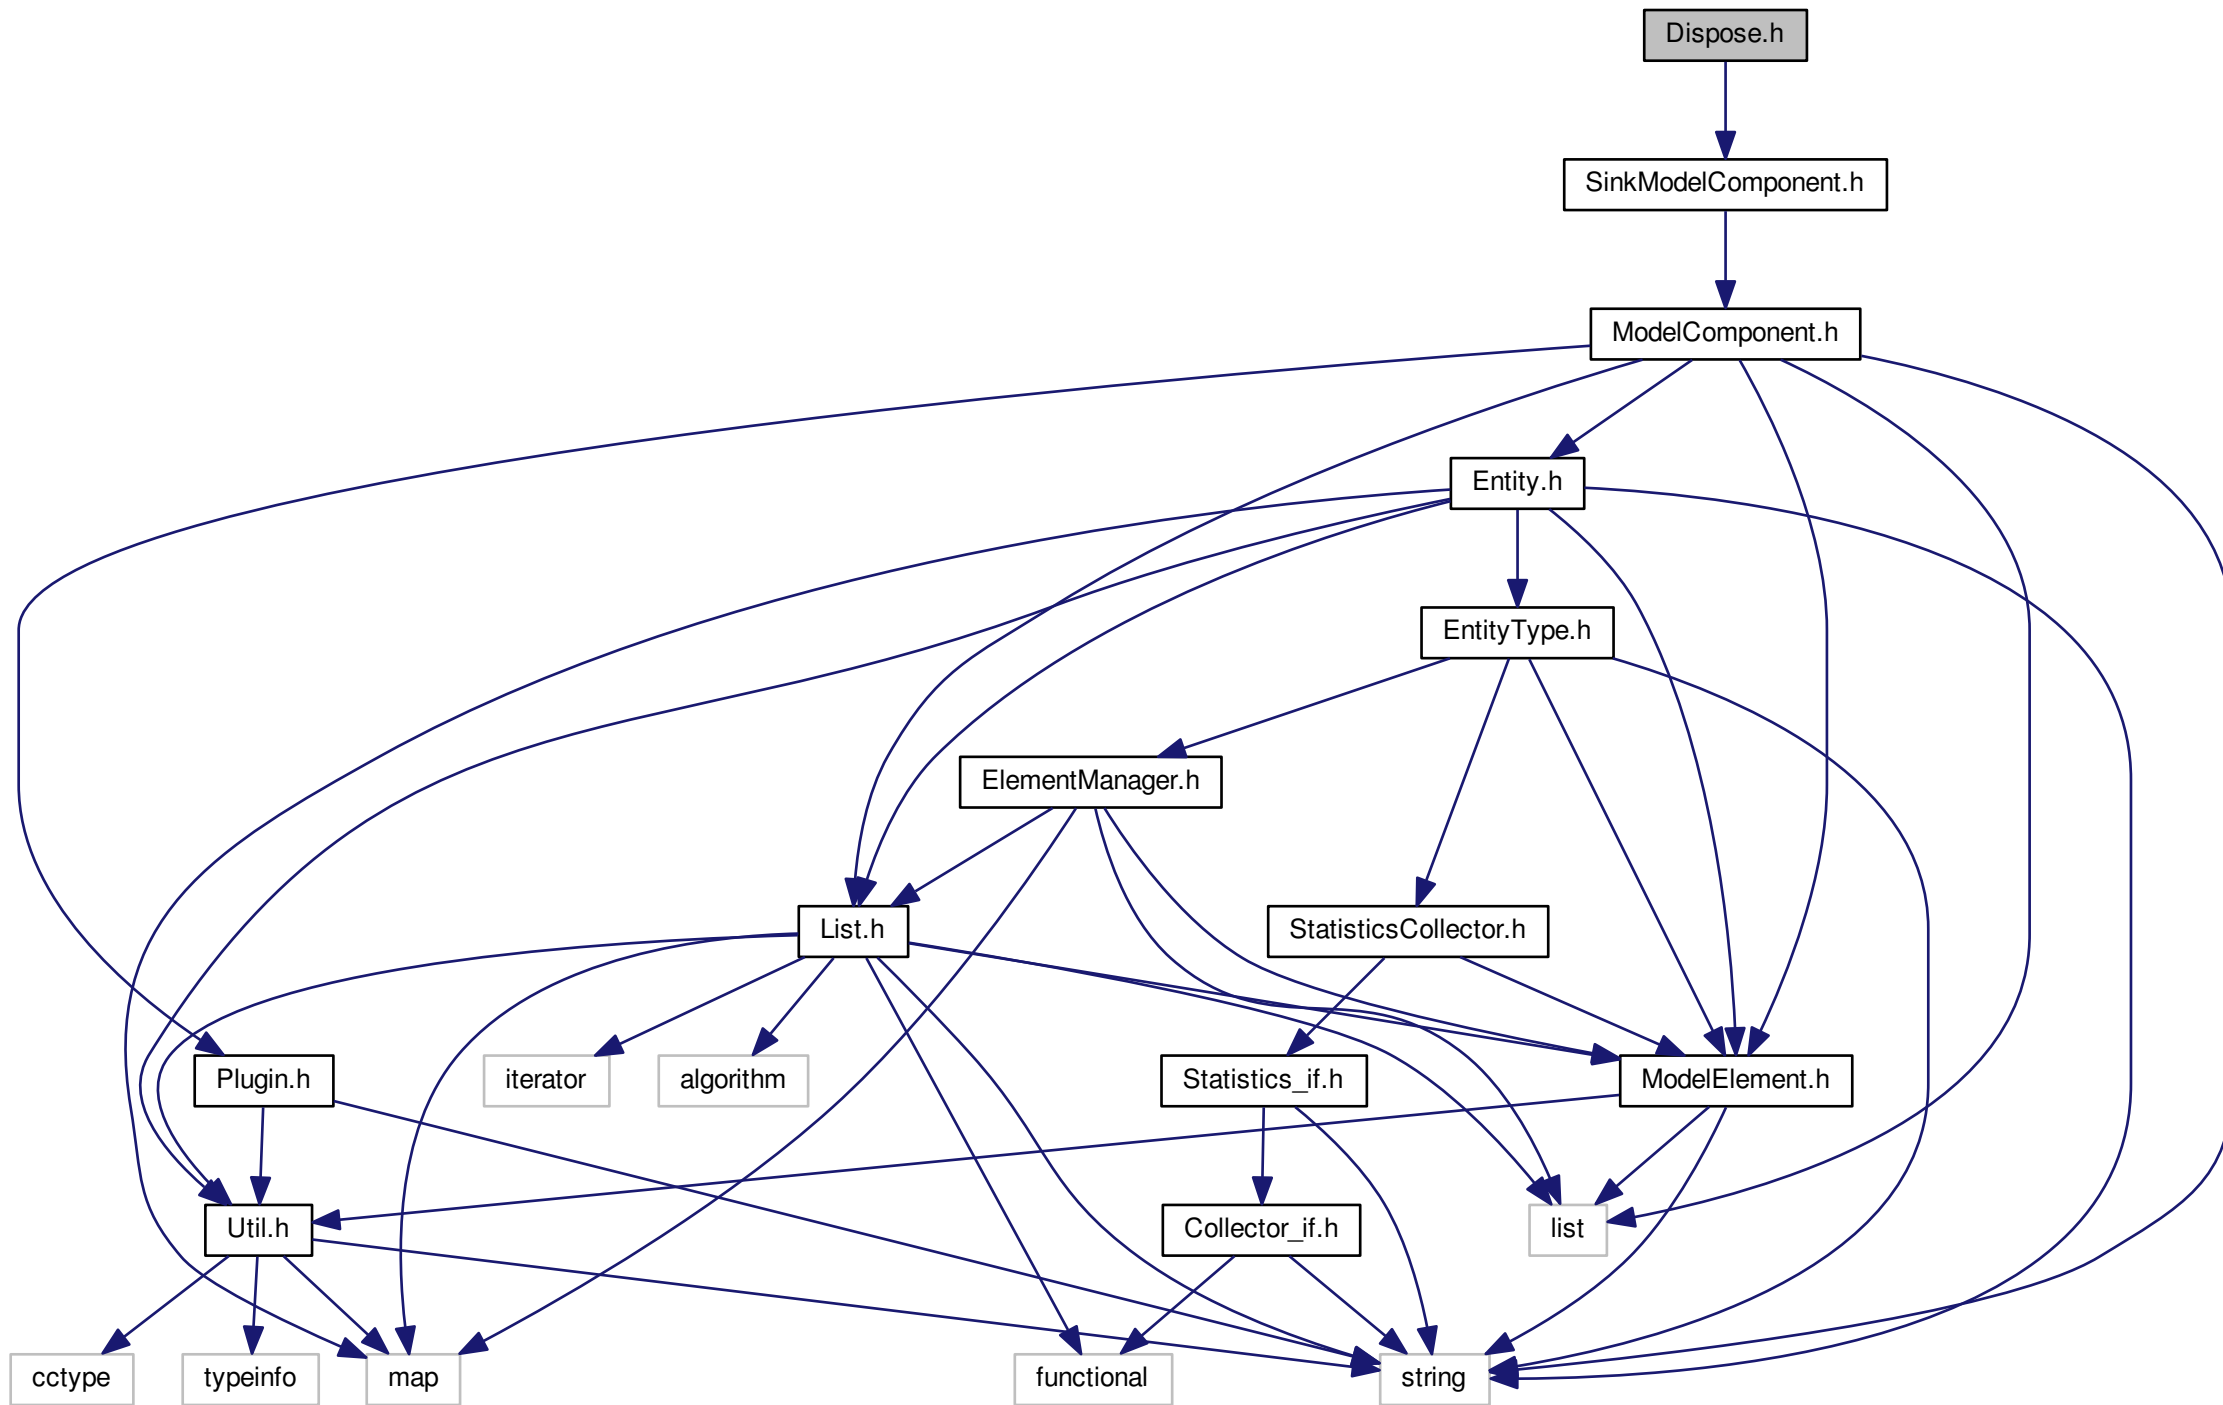 Dispose.h
SinkModelComponent.h
ModelComponent.h
Entity.h
EntityType.h
ElementManager.h
List.h
StatisticsCollector.h
Plugin.h
iterator
algorithm
Statistics_if.h
ModelElement.h
Util.h
Collector_if.h
list
cctype
typeinfo
map
functional
string